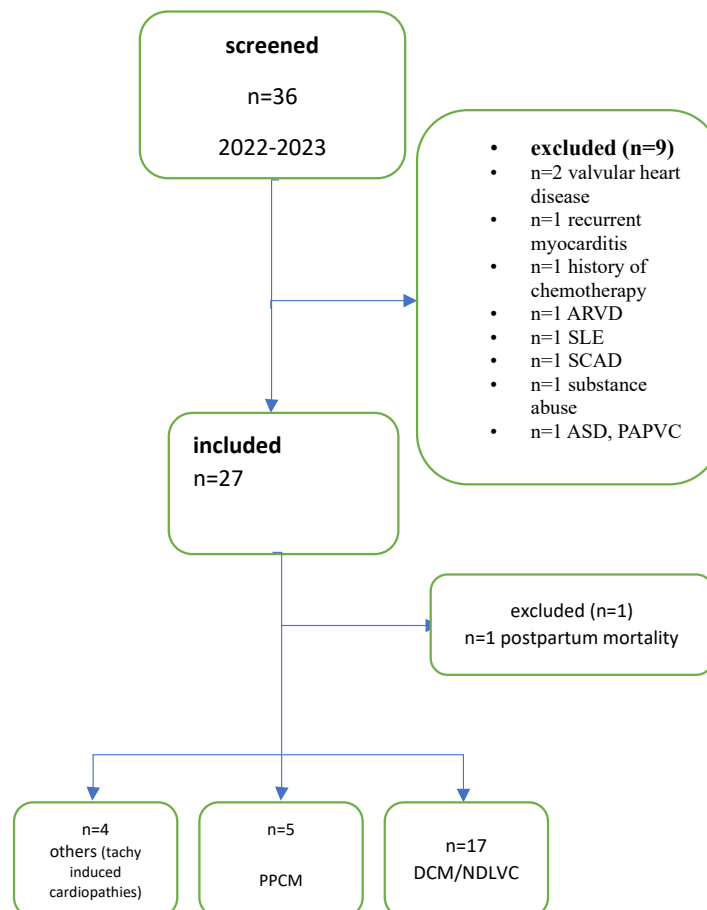 screened
n=36
2022-2023
• excluded (n=9)
• n=2 valvular heart
disease
• n=1 recurrent
myocarditis
• n=1 history of
chemotherapy
• n=1 ARVD
• n=1 SLE
• n=1 SCAD
• n=1 substance
abuse
• n=1 ASD, PAPVC
included
n=27
excluded (n=1)
n=1 postpartum mortality
n=4
others (tachy
induced
cardiopathies)
n=5
PPCM
n=17
DCM/NDLVC